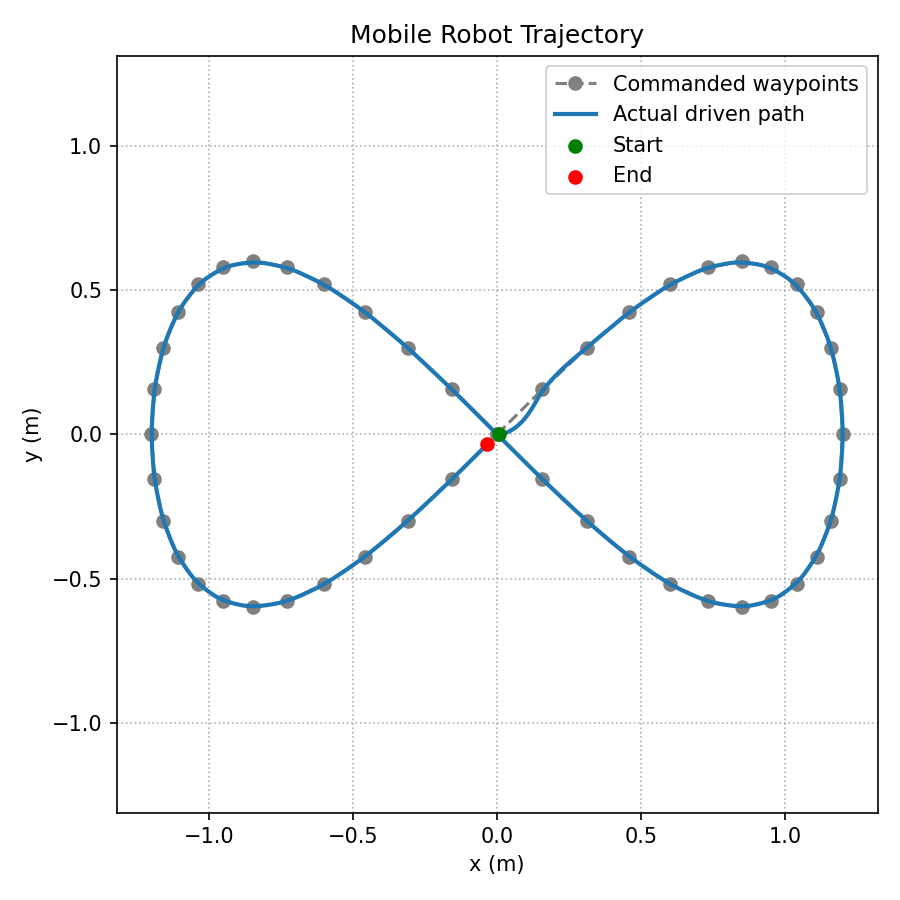 Mobile Robot Trajectory
Commanded waypoints
Actual driven path
Start
End
1.0
0.5
0.0
−0.5
−1.0
y (m)
−1.0 −0.5 0.0 0.5 1.0
x (m)